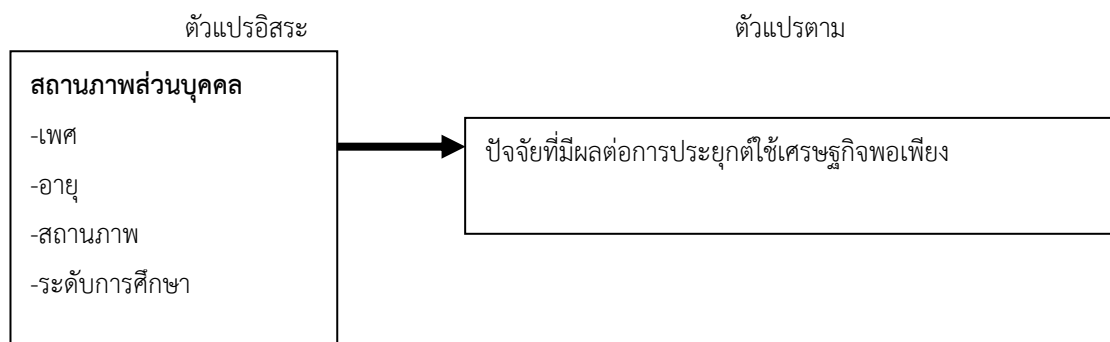 ตัวแปรอิสระ
ตัวแปรตาม
สถานภาพส่วนบุคคล
-เพศ
-อายุ
-สถานภาพ
-ระดับการศึกษา
ปัจจัยที่มีผลต่อการประยุกต์ใช้เศรษฐกิจพอเพียง